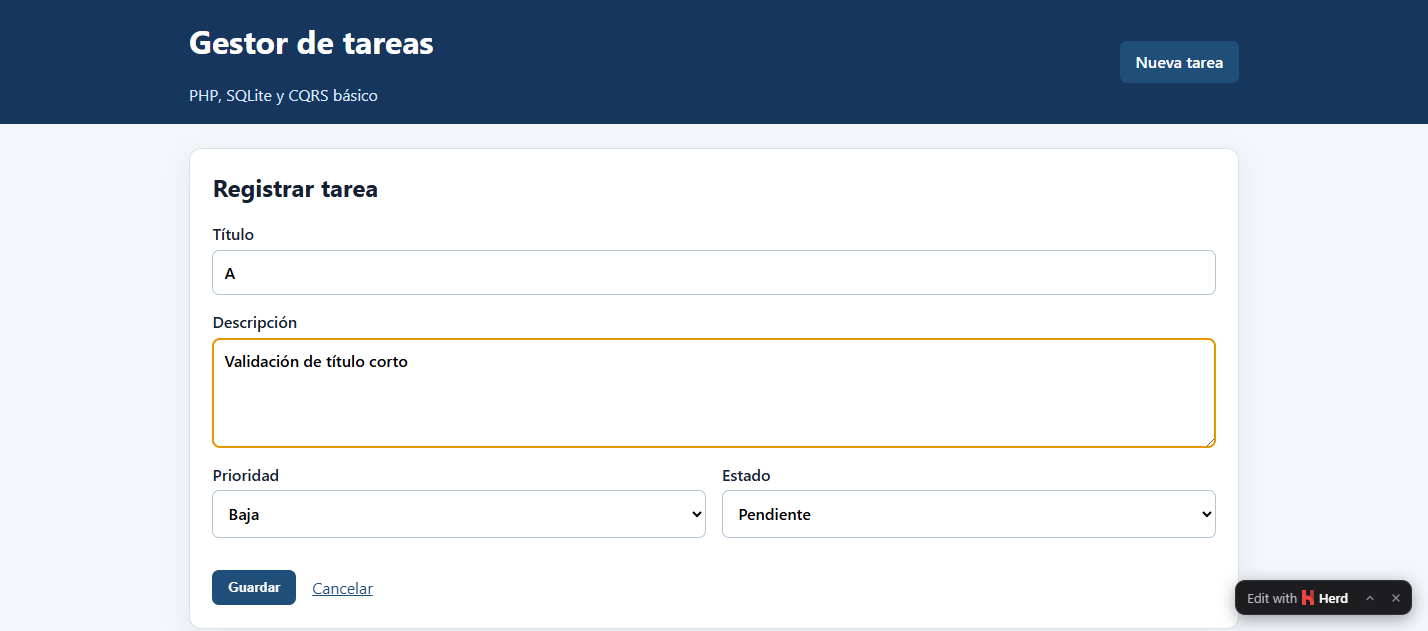 Gestor de tareas
Nueva tarea
PHP, SQLite y CQRS básico
Registrar tarea
Título
A
Descripción
Validación de título corto
Prioridad
Estado
Baja
Pendiente
Guardar
Cancelar
Edit with Herd